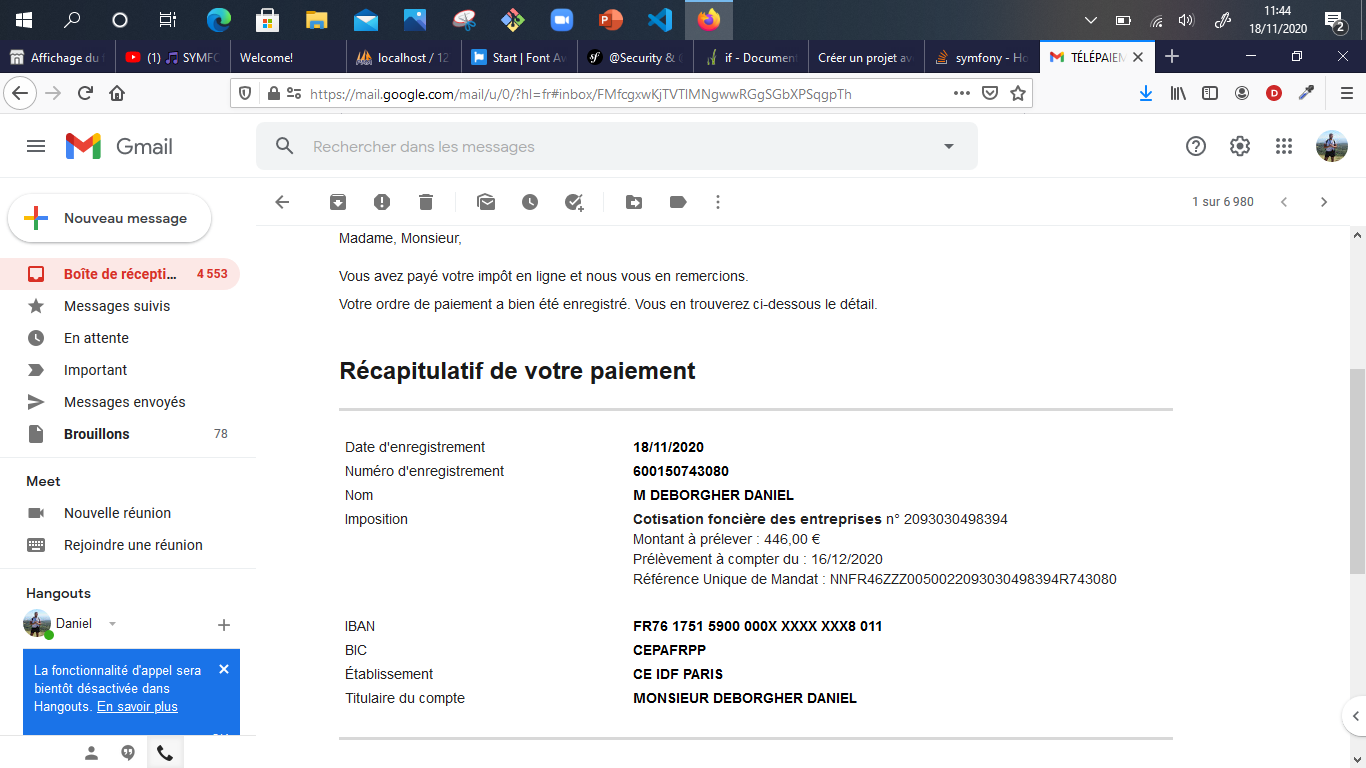 11:44
18/11/2020
2
Affichage du f
(1) 🎵 SYMFO
Welcome!
localhost / 12
Start | Font Aw
@Security & @
if - Document
Créer un projet ave
symfony - Ho
TÉLÉPAIEM
https://mail.google.com/mail/u/0/?hl=fr#inbox/FMfcgxwKjTVTlMNgwwRGgSGbXPSqgpTh
D
Gmail
Rechercher dans les messages
Nouveau message
1 sur 6 980
Boîte de récepti... 4 553
Messages suivis
En attente
Important
Messages envoyés
Brouillons 78
Meet
Nouvelle réunion
Rejoindre une réunion
Hangouts
Daniel
La fonctionnalité d'appel sera
bientôt désactivée dans
Hangouts. En savoir plus
Madame, Monsieur,
Vous avez payé votre impôt en ligne et nous vous en remercions.
Votre ordre de paiement a bien été enregistré. Vous en trouverez ci-dessous le détail.
Récapitulatif de votre paiement
Date d'enregistrement 18/11/2020
Numéro d'enregistrement 600150743080
Nom M DEBORGHER DANIEL
Imposition Cotisation foncière des entreprises n° 2093030498394
Montant à prélever : 446,00 €
Prélèvement à compter du : 16/12/2020
Référence Unique de Mandat : NNFR46ZZZ0050022093030498394R743080
IBAN FR76 1751 5900 000X XXXX XXX8 011
BIC CEPAFRPP
Établissement CE IDF PARIS
Titulaire du compte MONSIEUR DEBORGHER DANIEL